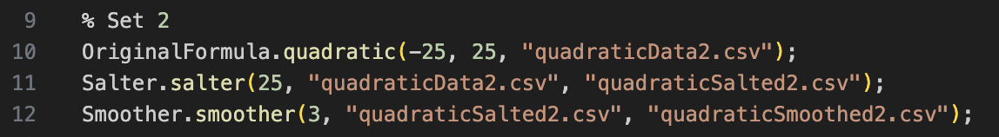 9 % Set 2
10 OriginalFormula.quadratic(-25, 25, "quadraticData2.csv");
11 Salter.salter(25, "quadraticData2.csv", "quadraticSalted2.csv");
12 Smoother.smoother(3, "quadraticSalted2.csv", "quadraticSmoothed2.csv");